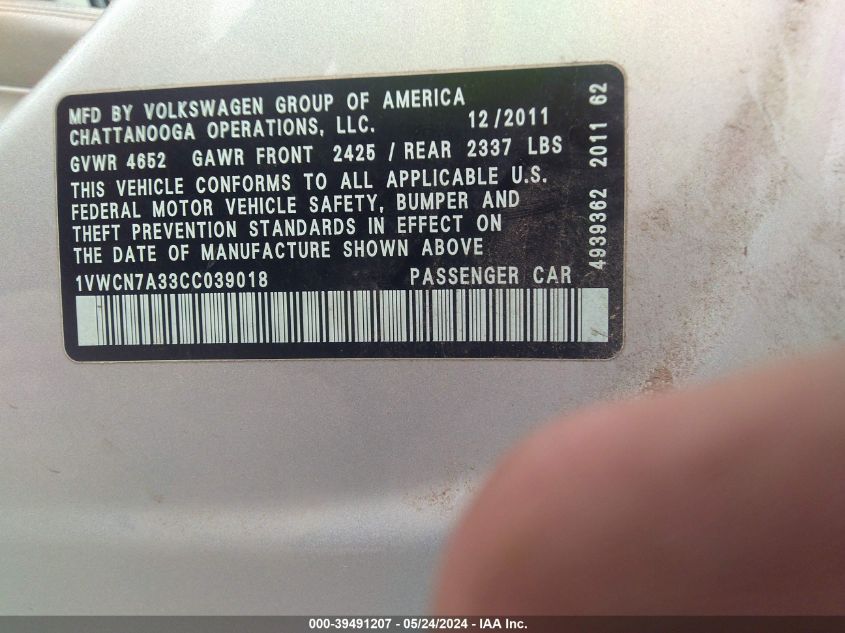 MFD BY VOLKSWAGEN GROUP OF AMERICA
CHATTANOOGA OPERATIONS, LLC. 12/2011
GVWR 4652 GAWR FRONT 2425 / REAR 2337 LBS
THIS VEHICLE CONFORMS TO ALL APPLICABLE U.S.
FEDERAL MOTOR VEHICLE SAFETY, BUMPER AND
THEFT PREVENTION STANDARDS IN EFFECT ON
THE DATE OF MANUFACTURE SHOWN ABOVE
1VWCN7A33CC039018 PASSENGER CAR
4939362 2011 62
000-39491207 - 05/24/2024 - IAA Inc.